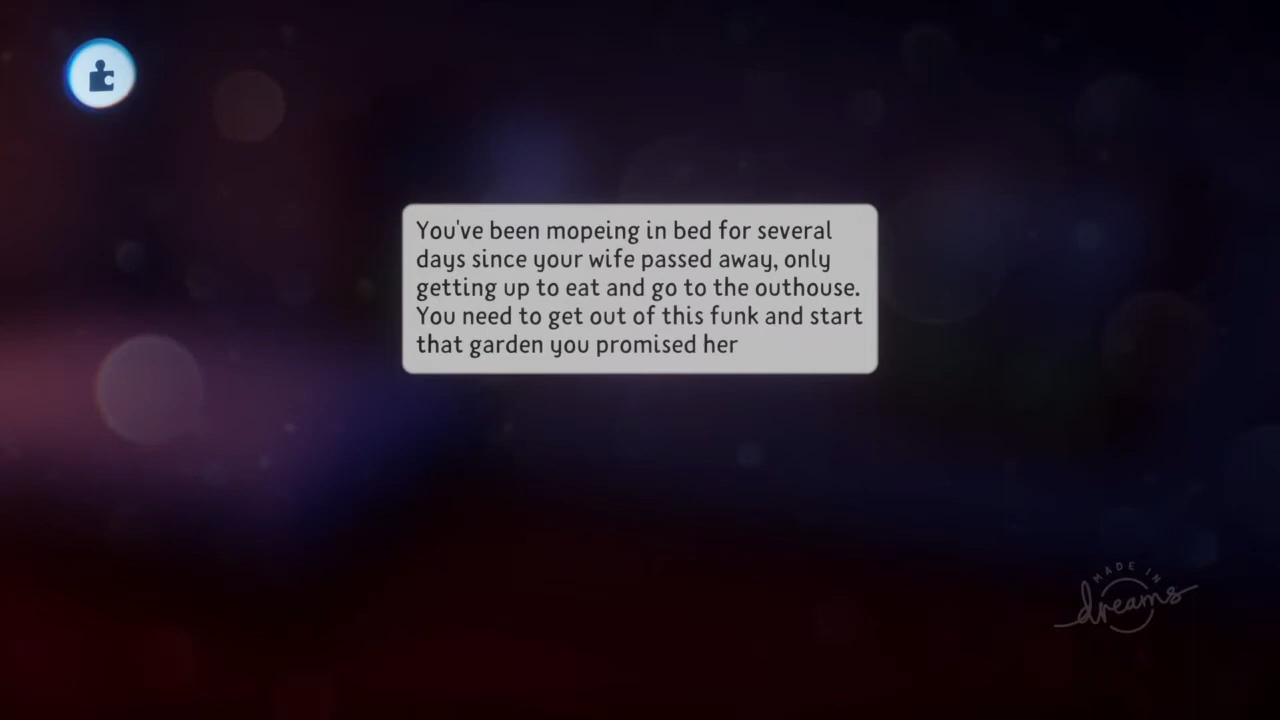 You've been mopeing in bed for several
days since your wife passed away, only
getting up to eat and go to the outhouse.
You need to get out of this funk and start
that garden you promised her
MADE IN
dreams